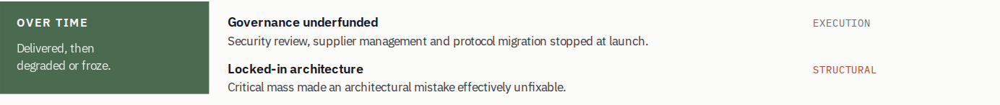 OVER TIME
Delivered, then
degraded or froze.
Governance underfunded
EXECUTION
Security review, supplier management and protocol migration stopped at launch.
Locked-in architecture
STRUCTURAL
Critical mass made an architectural mistake effectively unfixable.